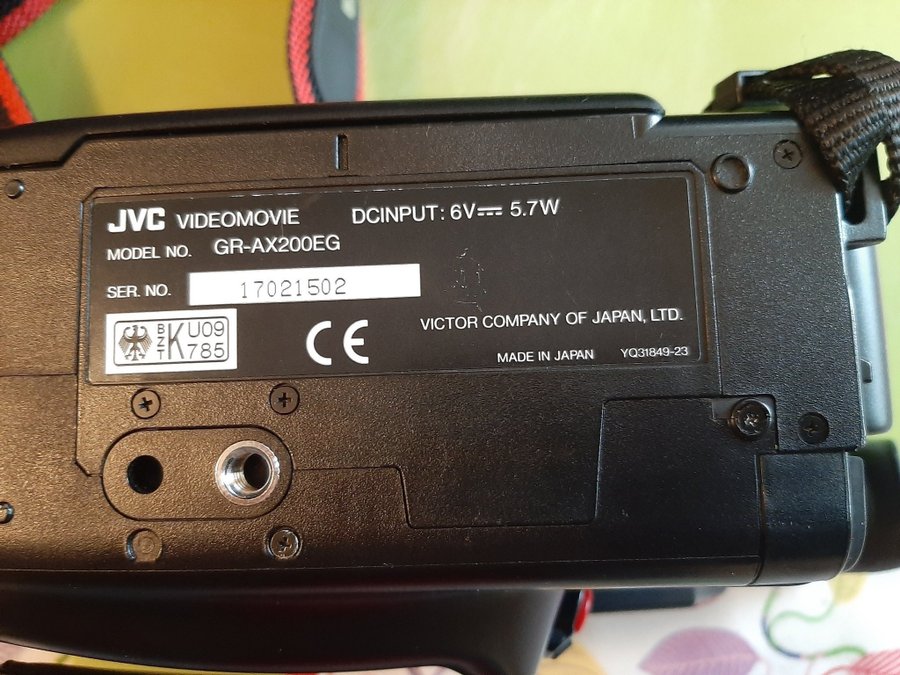 JVC VIDEOMOVIE DCINPUT: 6V⎓ 5.7W
MODEL NO. GR-AX200EG
SER. NO. 17021502
BZT K U09 785
CE
VICTOR COMPANY OF JAPAN, LTD.
MADE IN JAPAN YQ31849-23